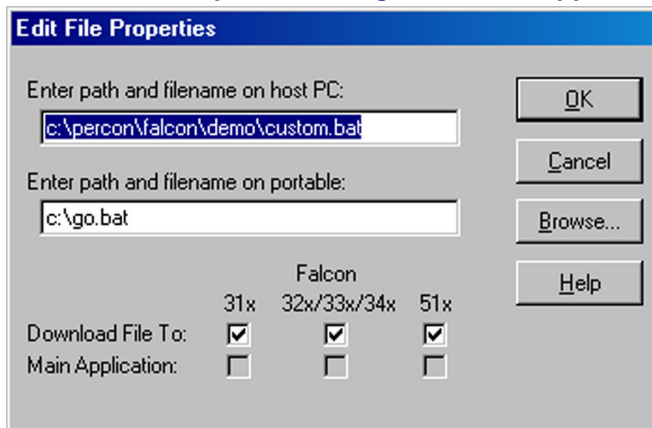 Edit File Properties
Enter path and filename on host PC:
c:\percon\falcon\demo\custom.bat
Enter path and filename on portable:
c:\go.bat
OK
Cancel
Browse...
Help
Falcon
31x 32x/33x/34x 51x
Download File To:
Main Application: